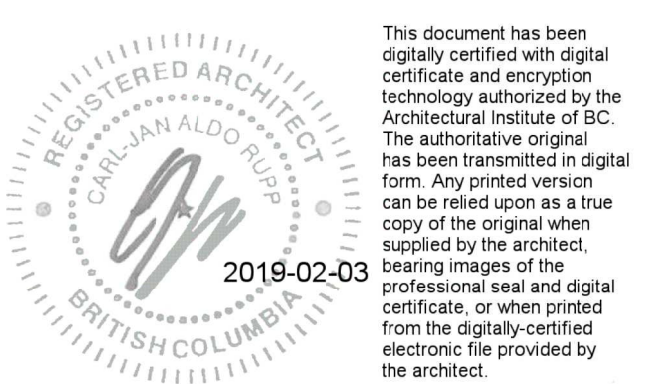 REGISTERED ARCHITECT
CARL-JAN ALDO RUPP
BRITISH COLUMBIA
2019-02-03
This document has been
digitally certified with digital
certificate and encryption
technology authorized by the
Architectural Institute of BC.
The authoritative original
has been transmitted in digital
form. Any printed version
can be relied upon as a true
copy of the original when
supplied by the architect,
bearing images of the
professional seal and digital
certificate, or when printed
from the digitally-certified
electronic file provided by
the architect.